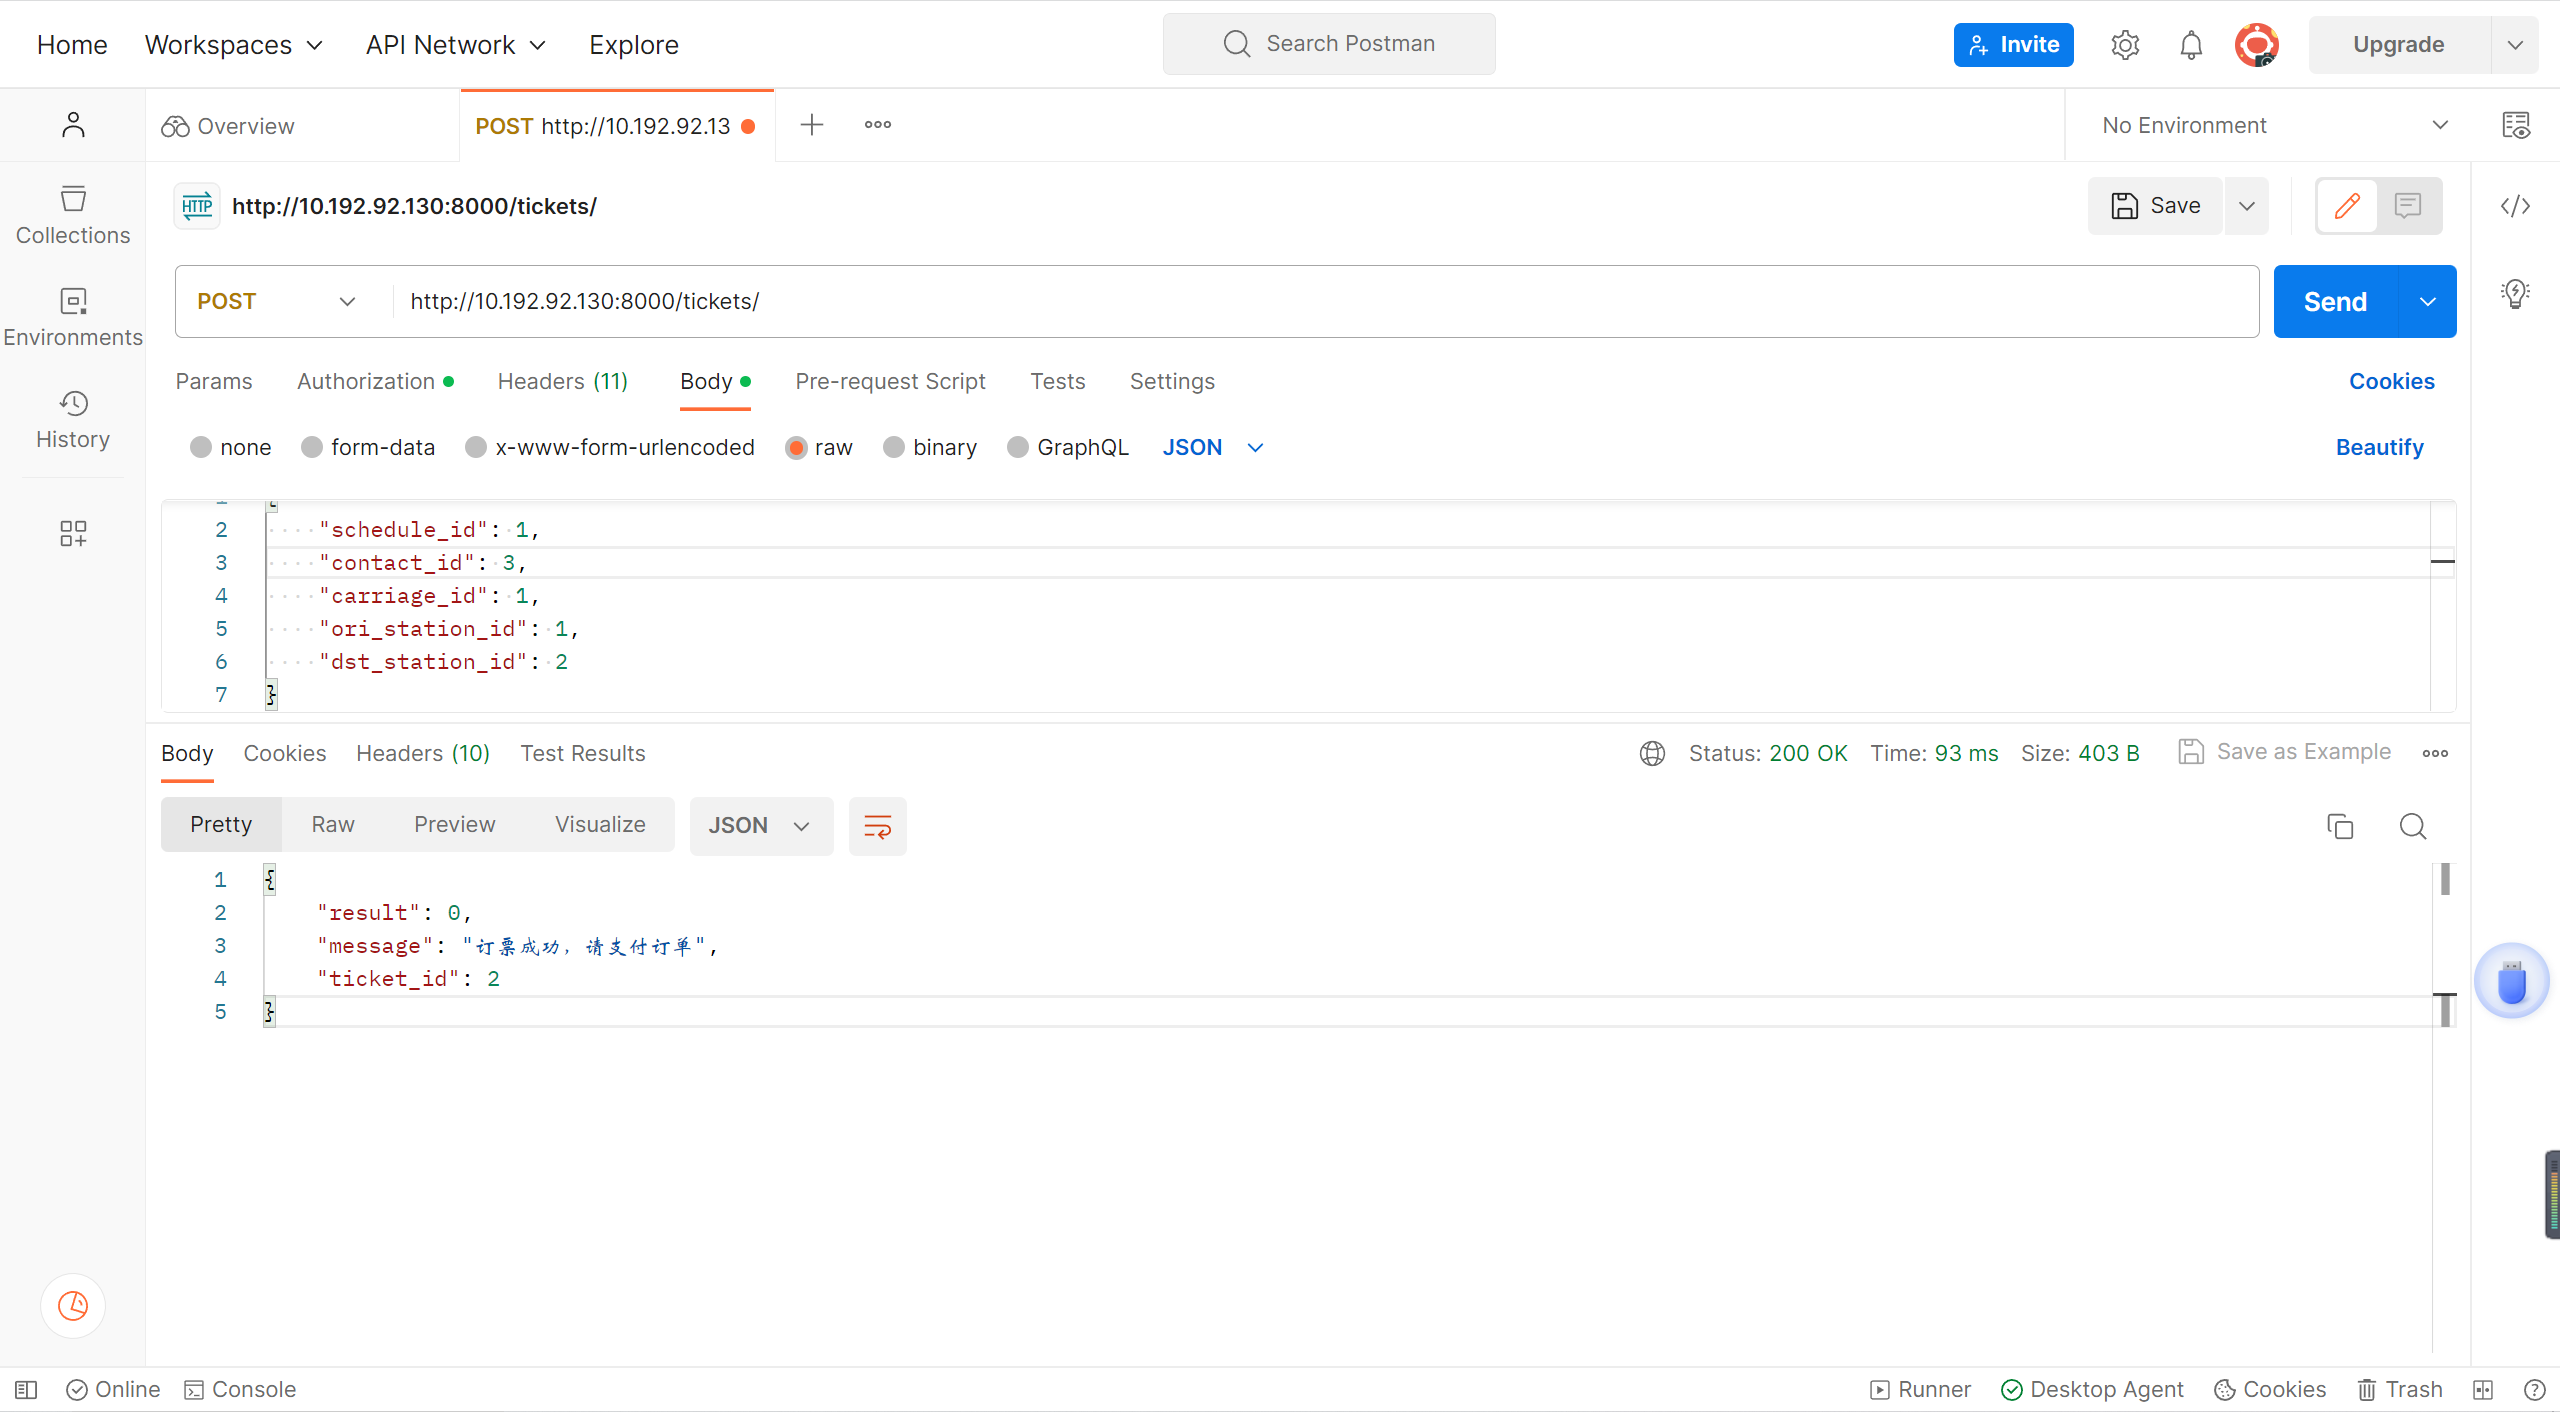 Home Workspaces API Network Explore Search Postman Invite Upgrade
Overview POST http://10.192.92.13 No Environment
HTTP http://10.192.92.130:8000/tickets/ Save
Collections
Environments
History
POST http://10.192.92.130:8000/tickets/ Send
Params Authorization Headers (11) Body Pre-request Script Tests Settings Cookies
none form-data x-www-form-urlencoded raw binary GraphQL JSON Beautify
1 {
2 "schedule_id": 1,
3 "contact_id": 3,
4 "carriage_id": 1,
5 "ori_station_id": 1,
6 "dst_station_id": 2
7 }
Body Cookies Headers (10) Test Results Status: 200 OK Time: 93 ms Size: 403 B Save as Example
Pretty Raw Preview Visualize JSON
1 {
2 "result": 0,
3 "message": "订票成功，请支付订单",
4 "ticket_id": 2
5 }
Online Console Runner Desktop Agent Cookies Trash